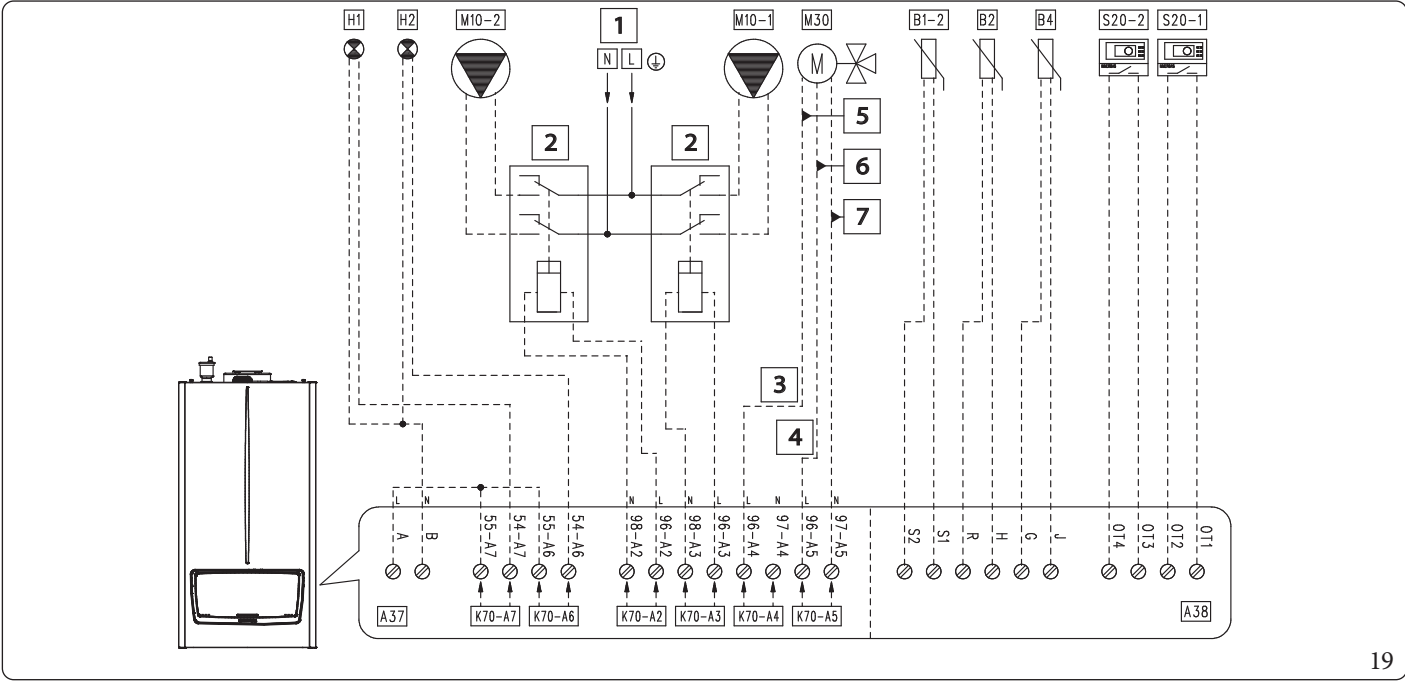 H1 H2 M10-2 1 M10-1 M30 B1-2 B2 B4 S20-2 S20-1
N L
M
5
2 2
6
7
3
4
L N N L N L L N L N
A B 55-A7 54-A7 55-A6 54-A6 98-A2 96-A2 98-A3 96-A3 96-A4 97-A4 96-A5 97-A5 S2 S1 R H G J OT4 OT3 OT2 OT1
A37 K70-A7 K70-A6 K70-A2 K70-A3 K70-A4 K70-A5 A38
19